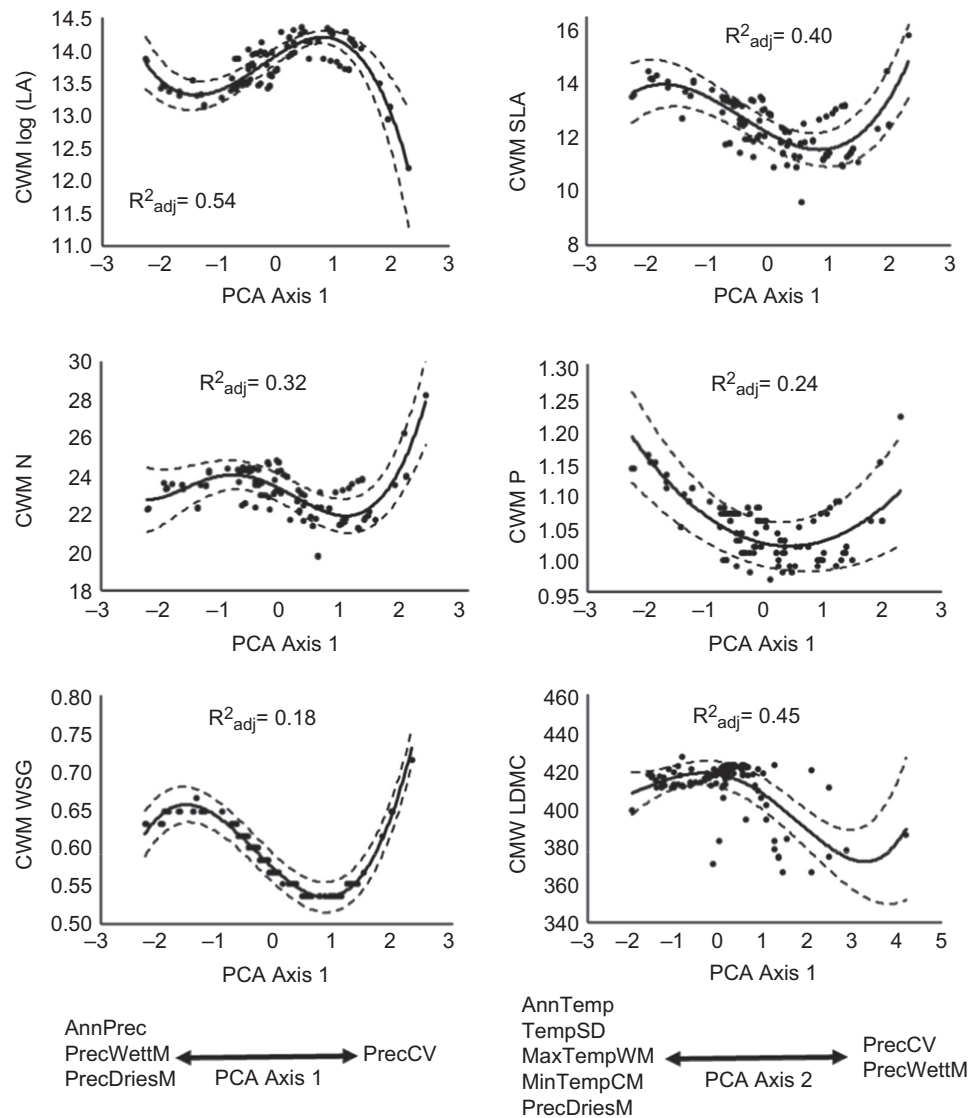 14.5
14.0
13.5
13.0
12.5
12.0
11.5
11.0
CWM log (LA)
R²adj= 0.54
–3 –2 –1 0 1 2 3
PCA Axis 1
16
14
12
10
8
CWM SLA
R²adj= 0.40
–3 –2 –1 0 1 2 3
PCA Axis 1
30
28
26
24
22
20
18
CWM N
R²adj= 0.32
–3 –2 –1 0 1 2 3
PCA Axis 1
1.30
1.25
1.20
1.15
1.10
1.05
1.00
0.95
CWM P
R²adj= 0.24
–3 –2 –1 0 1 2 3
PCA Axis 1
0.80
0.75
0.70
0.65
0.60
0.55
0.50
CWM WSG
R²adj= 0.18
–3 –2 –1 0 1 2 3
PCA Axis 1
460
440
420
400
380
360
340
CMW LDMC
R²adj= 0.45
–3 –2 –1 0 1 2 3 4 5
PCA Axis 1
AnnPrec
PrecWettM
PrecDriesM
PCA Axis 1
PrecCV
AnnTemp
TempSD
MaxTempWM
MinTempCM
PrecDriesM
PCA Axis 2
PrecCV
PrecWettM